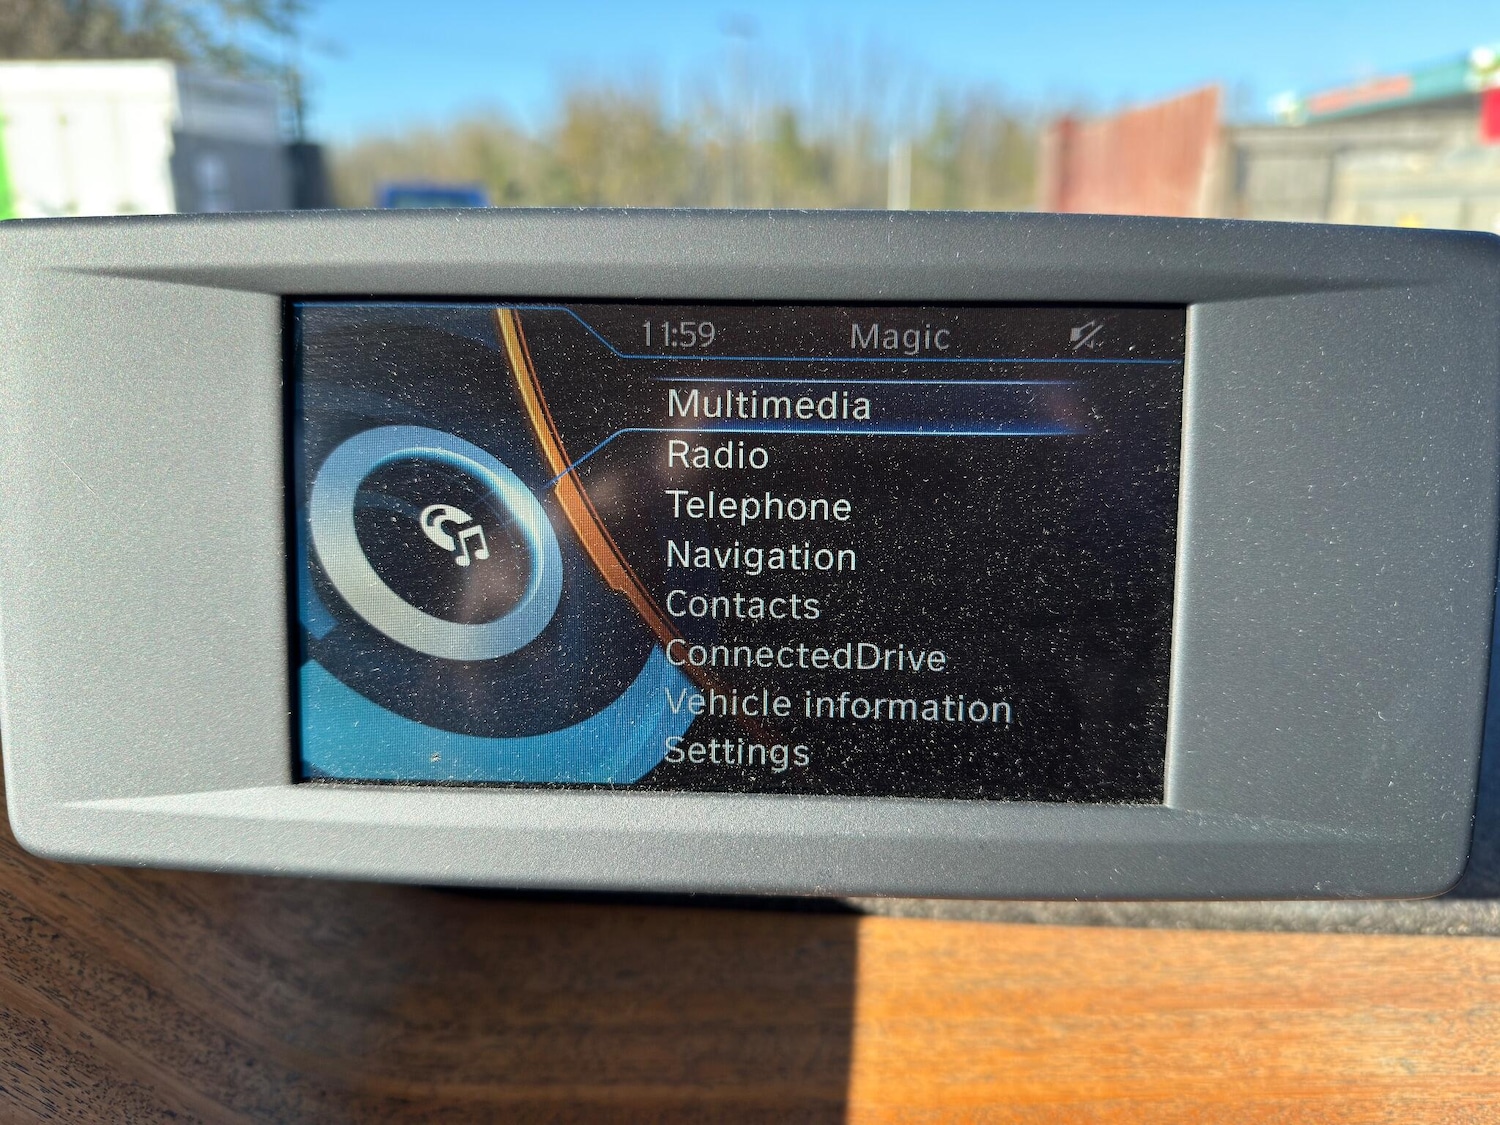 11:59 Magic
Multimedia
Radio
Telephone
Navigation
Contacts
ConnectedDrive
Vehicle information
Settings